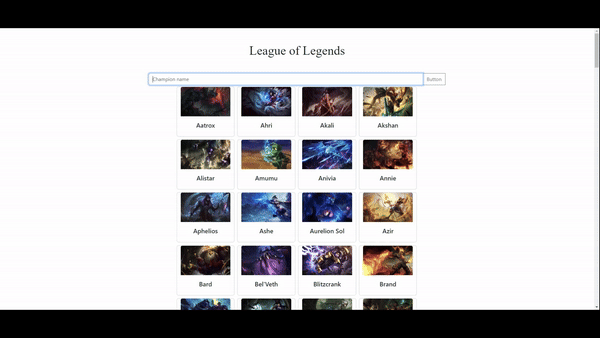 League of Legends
Champion name Button
Aatrox Ahri Akali Akshan
Alistar Amumu Anivia Annie
Aphelios Ashe Aurelion Sol Azir
Bard Bel'Veth Blitzcrank Brand